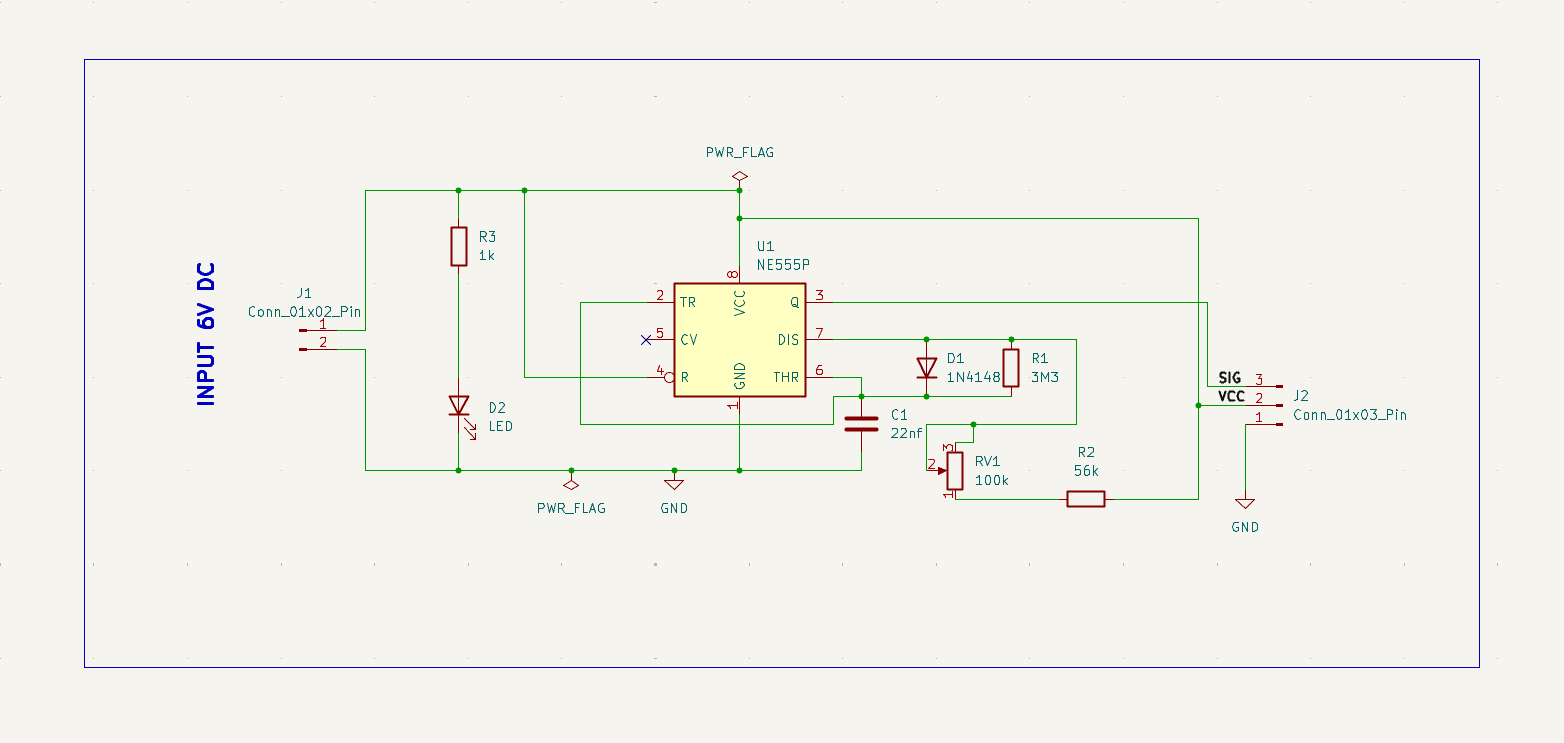 PWR_FLAG
R3
1k
U1
NE555P
8
INPUT 6V DC
J1
Conn_01x02_Pin
1
2
2
TR
VCC
Q
3
5
CV
DIS
7
4
R
GND
THR
6
1
D1
1N4148
R1
3M3
D2
LED
C1
22nf
SIG
3
VCC
2
1
J2
Conn_01x03_Pin
3
2
1
RV1
100k
R2
56k
PWR_FLAG
GND
GND